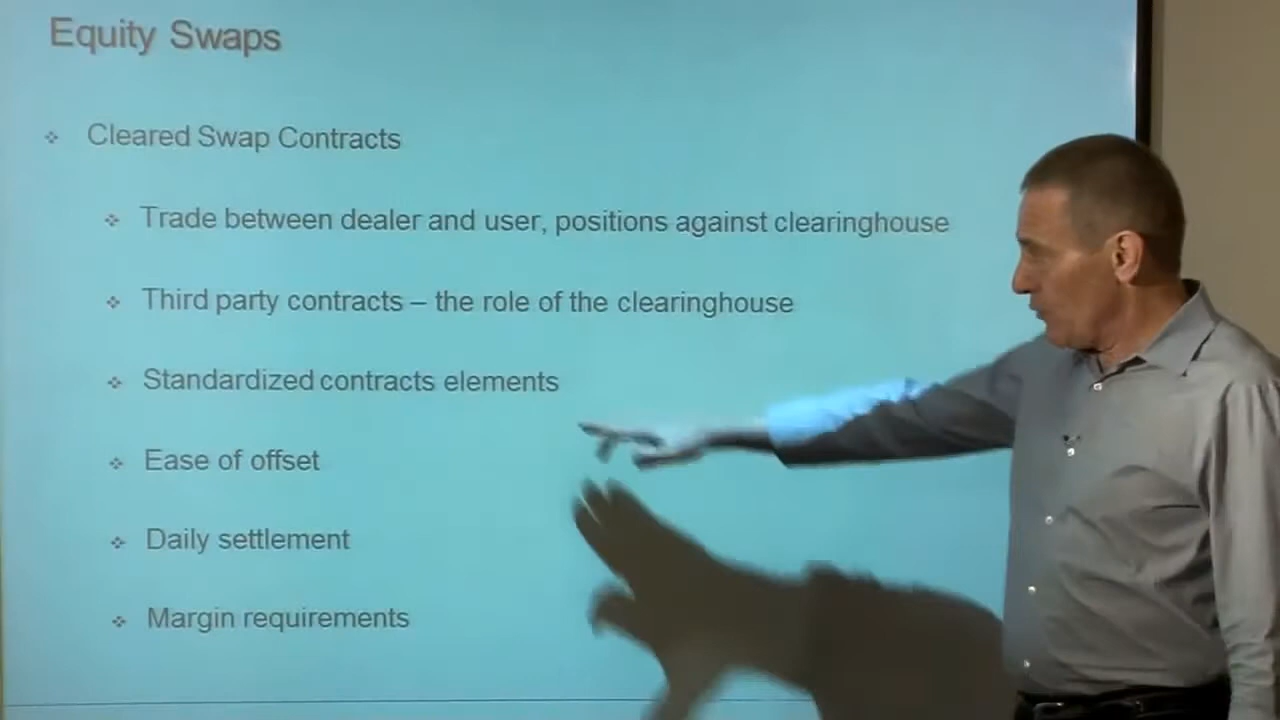 Equity Swaps
Cleared Swap Contracts
Trade between dealer and user, positions against clearinghouse
Third party contracts – the role of the clearinghouse
Standardized contracts elements
Ease of offset
Daily settlement
Margin requirements